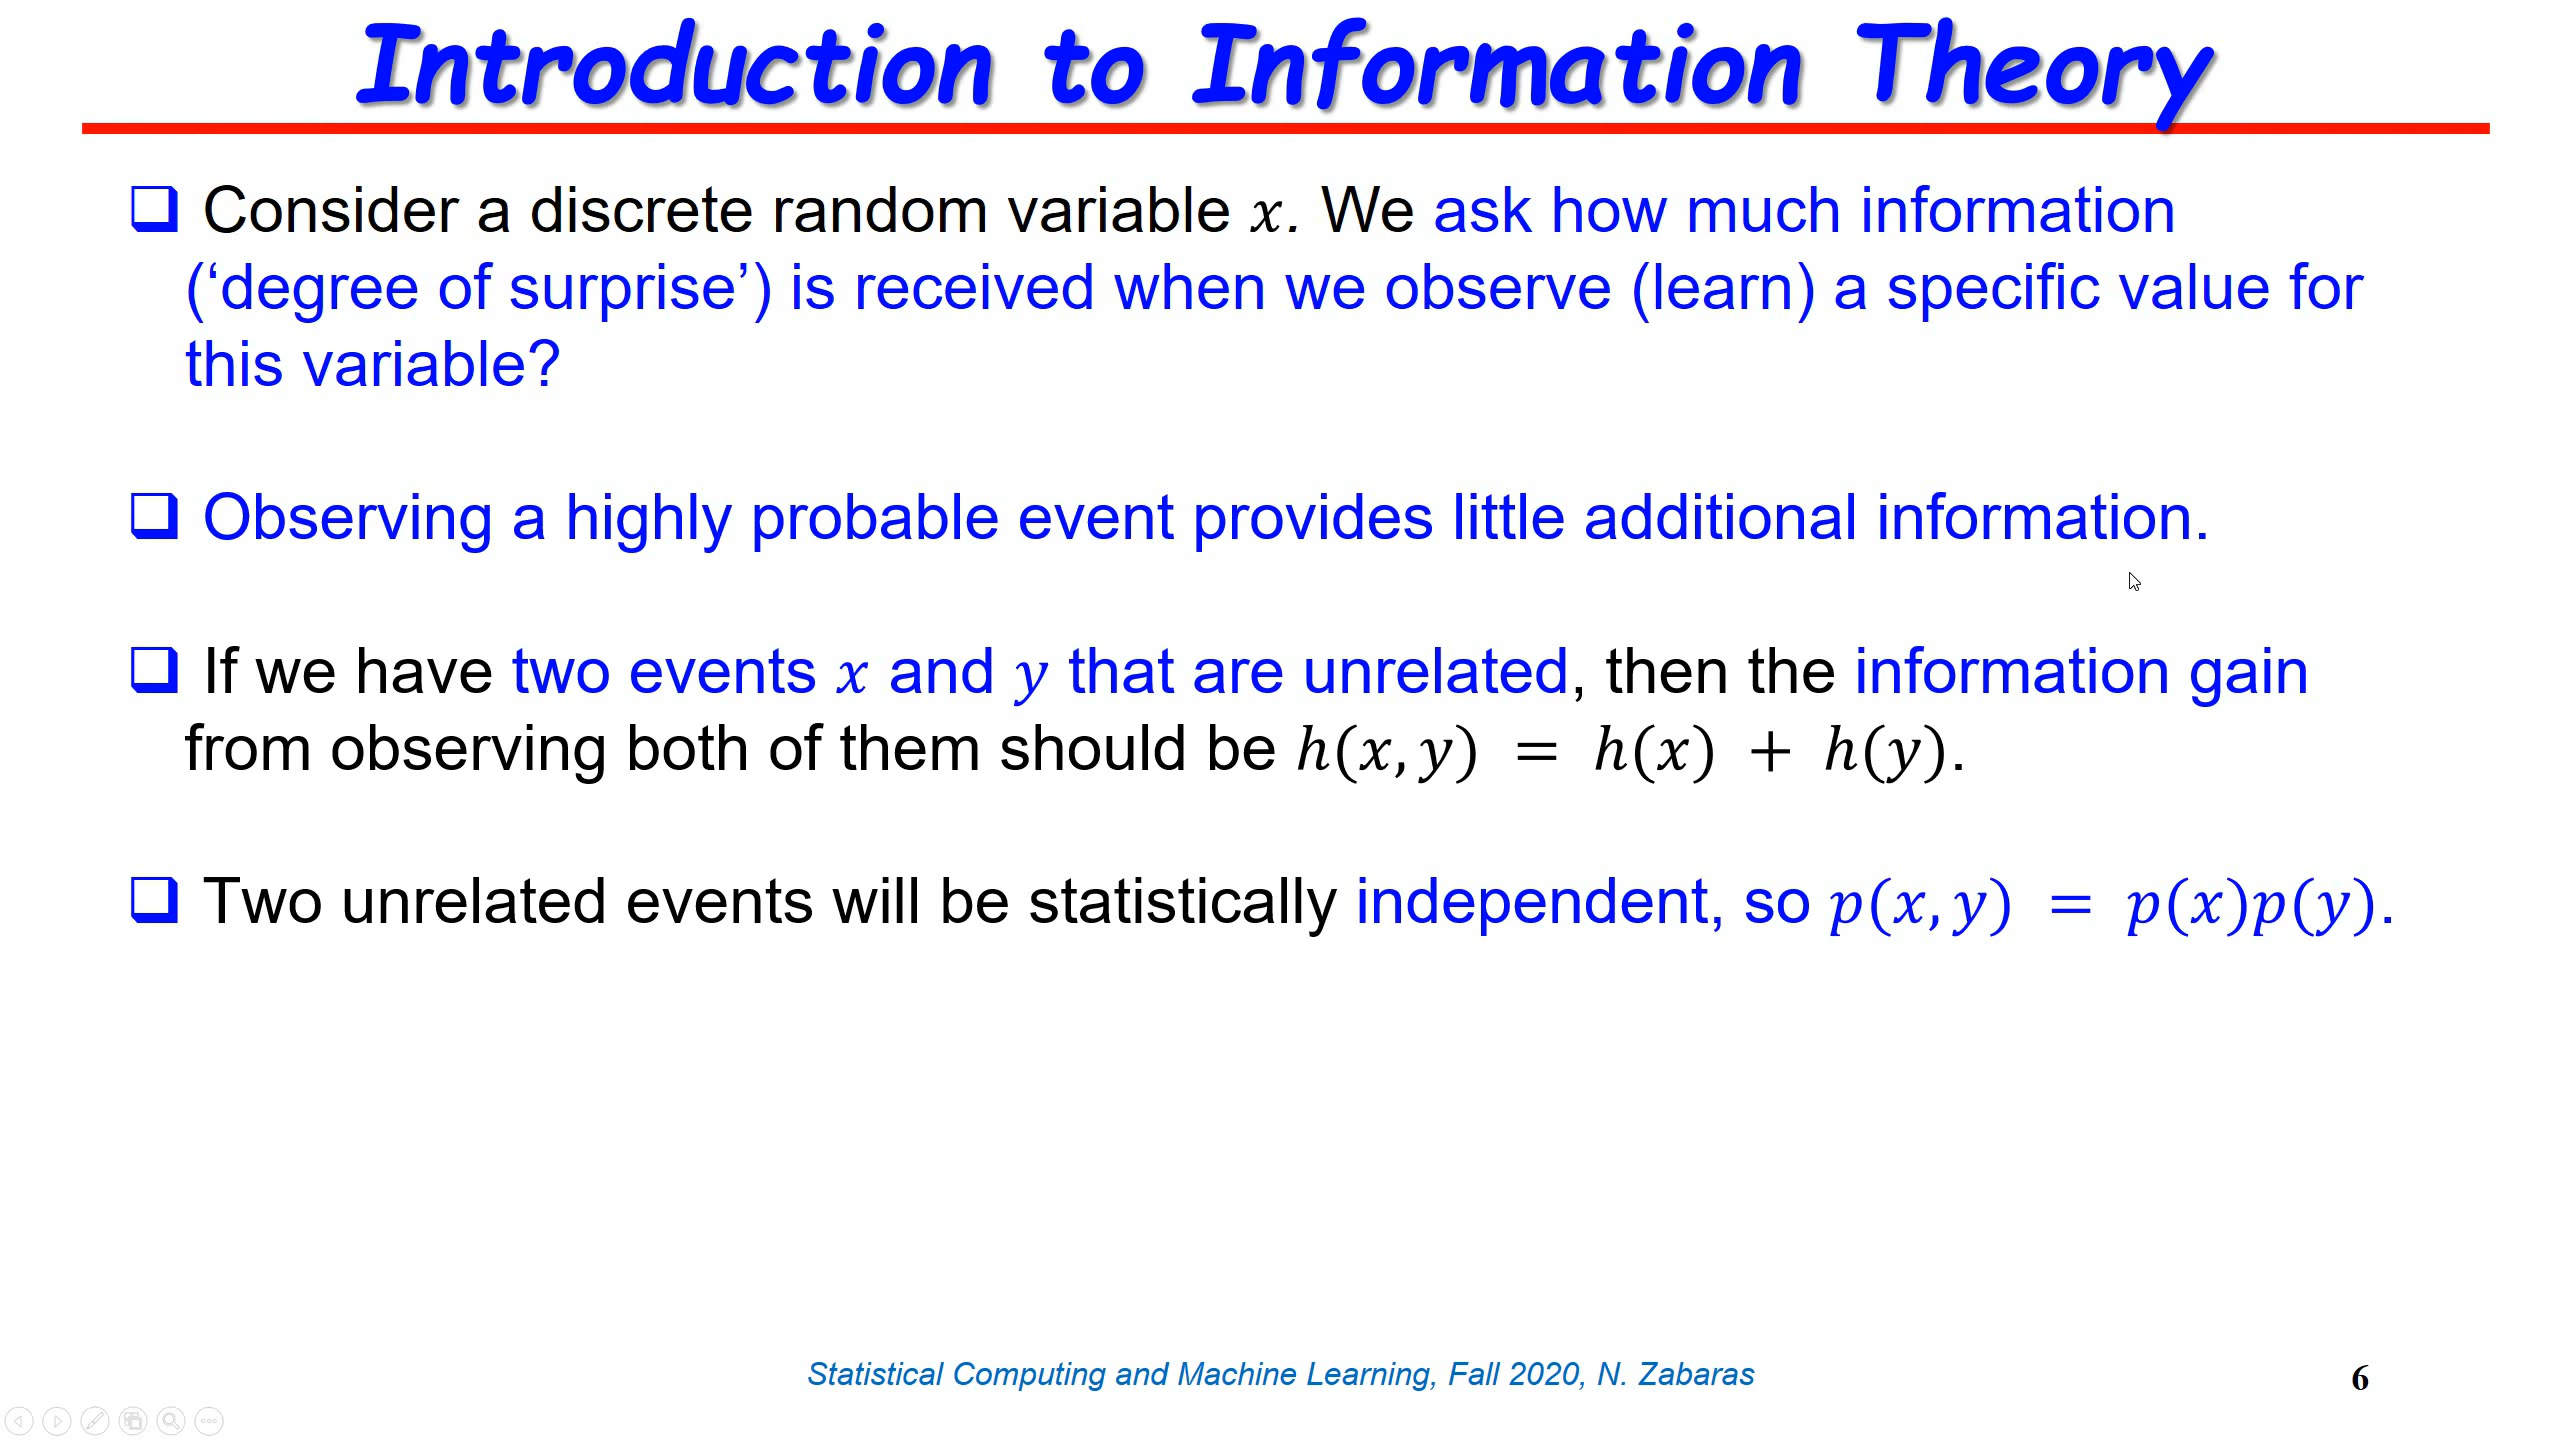 Introduction to Information Theory
❑ Consider a discrete random variable 𝑥. We ask how much information
(‘degree of surprise’) is received when we observe (learn) a specific value for
this variable?
❑ Observing a highly probable event provides little additional information.
❑ If we have two events 𝑥 and 𝑦 that are unrelated, then the information gain
from observing both of them should be ℎ(𝑥,𝑦) = ℎ(𝑥) + ℎ(𝑦).
❑ Two unrelated events will be statistically independent, so 𝑝(𝑥,𝑦) = 𝑝(𝑥)𝑝(𝑦).
Statistical Computing and Machine Learning, Fall 2020, N. Zabaras
6